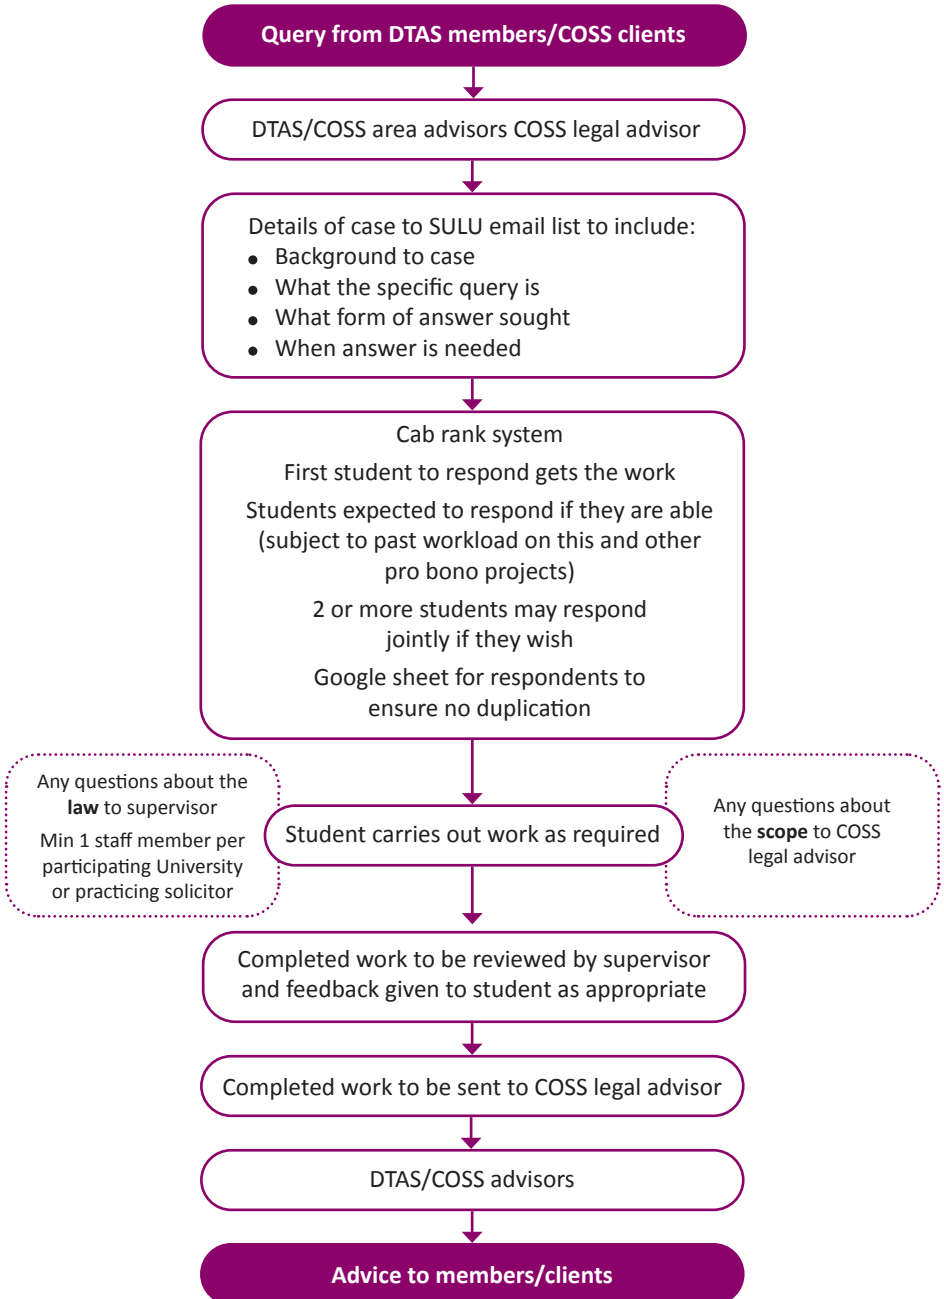 Query from DTAS members/COSS clients
DTAS/COSS area advisors COSS legal advisor
Details of case to SULU email list to include:
● Background to case
● What the specific query is
● What form of answer sought
● When answer is needed
Cab rank system
First student to respond gets the work
Students expected to respond if they are able
(subject to past workload on this and other
pro bono projects)
2 or more students may respond
jointly if they wish
Google sheet for respondents to
ensure no duplication
Any questions about the
law to supervisor
Min 1 staff member per
participating University
or practicing solicitor
Student carries out work as required
Any questions about
the scope to COSS
legal advisor
Completed work to be reviewed by supervisor
and feedback given to student as appropriate
Completed work to be sent to COSS legal advisor
DTAS/COSS advisors
Advice to members/clients